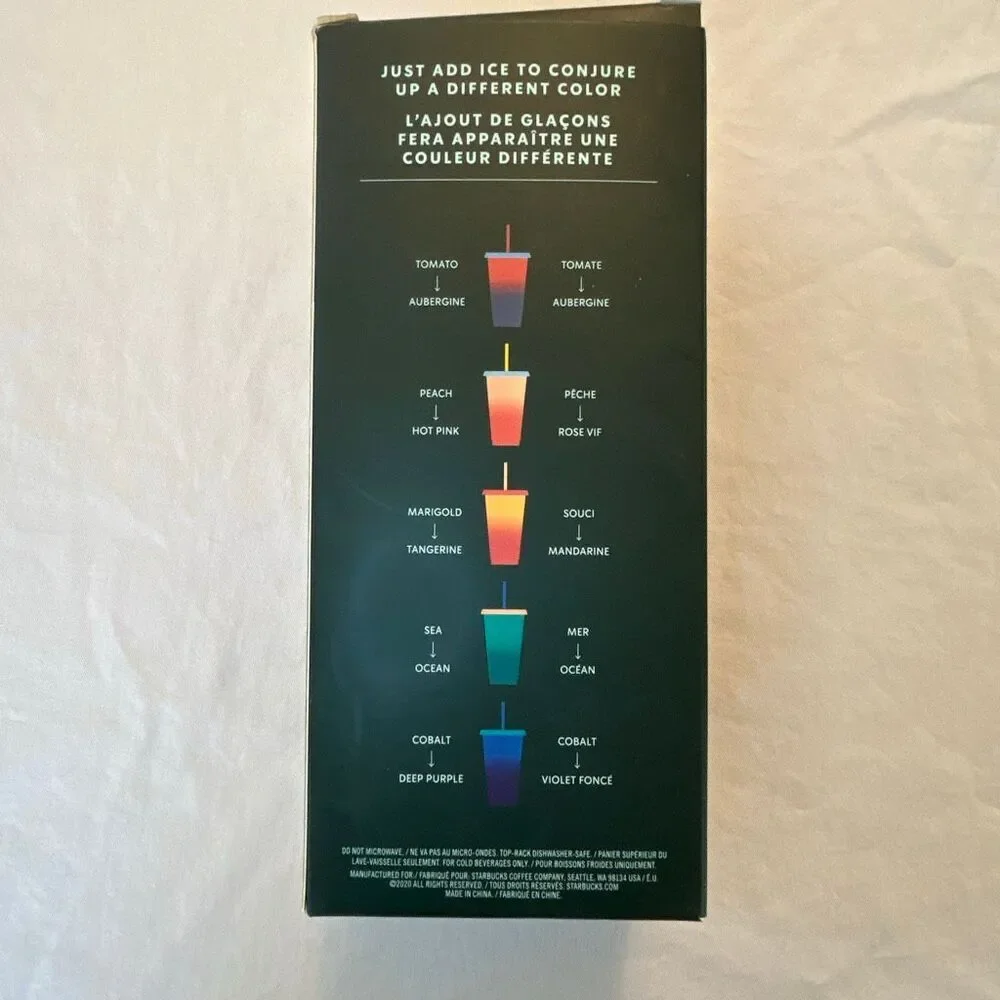 JUST ADD ICE TO CONJURE
UP A DIFFERENT COLOR
L'AJOUT DE GLAÇONS
FERA APPARAÎTRE UNE
COULEUR DIFFÉRENTE
TOMATO
↓
AUBERGINE
TOMATE
↓
AUBERGINE
PEACH
↓
HOT PINK
PÊCHE
↓
ROSE VIF
MARIGOLD
↓
TANGERINE
SOUCI
↓
MANDARINE
SEA
↓
OCEAN
MER
↓
OCÉAN
COBALT
↓
DEEP PURPLE
COBALT
↓
VIOLET FONCÉ
DO NOT MICROWAVE. / NE VA PAS AU MICRO-ONDES. TOP-RACK DISHWASHER-SAFE. / PANIER SUPÉRIEUR DU
LAVE-VAISSELLE SEULEMENT. FOR COLD BEVERAGES ONLY. / POUR BOISSONS FROIDES UNIQUEMENT.
MANUFACTURED FOR / FABRIQUÉ POUR: STARBUCKS COFFEE COMPANY, SEATTLE, WA 98134 USA / É.U.
©2020 ALL RIGHTS RESERVED. / TOUS DROITS RÉSERVÉS. STARBUCKS.COM
MADE IN CHINA. / FABRIQUÉ EN CHINE.